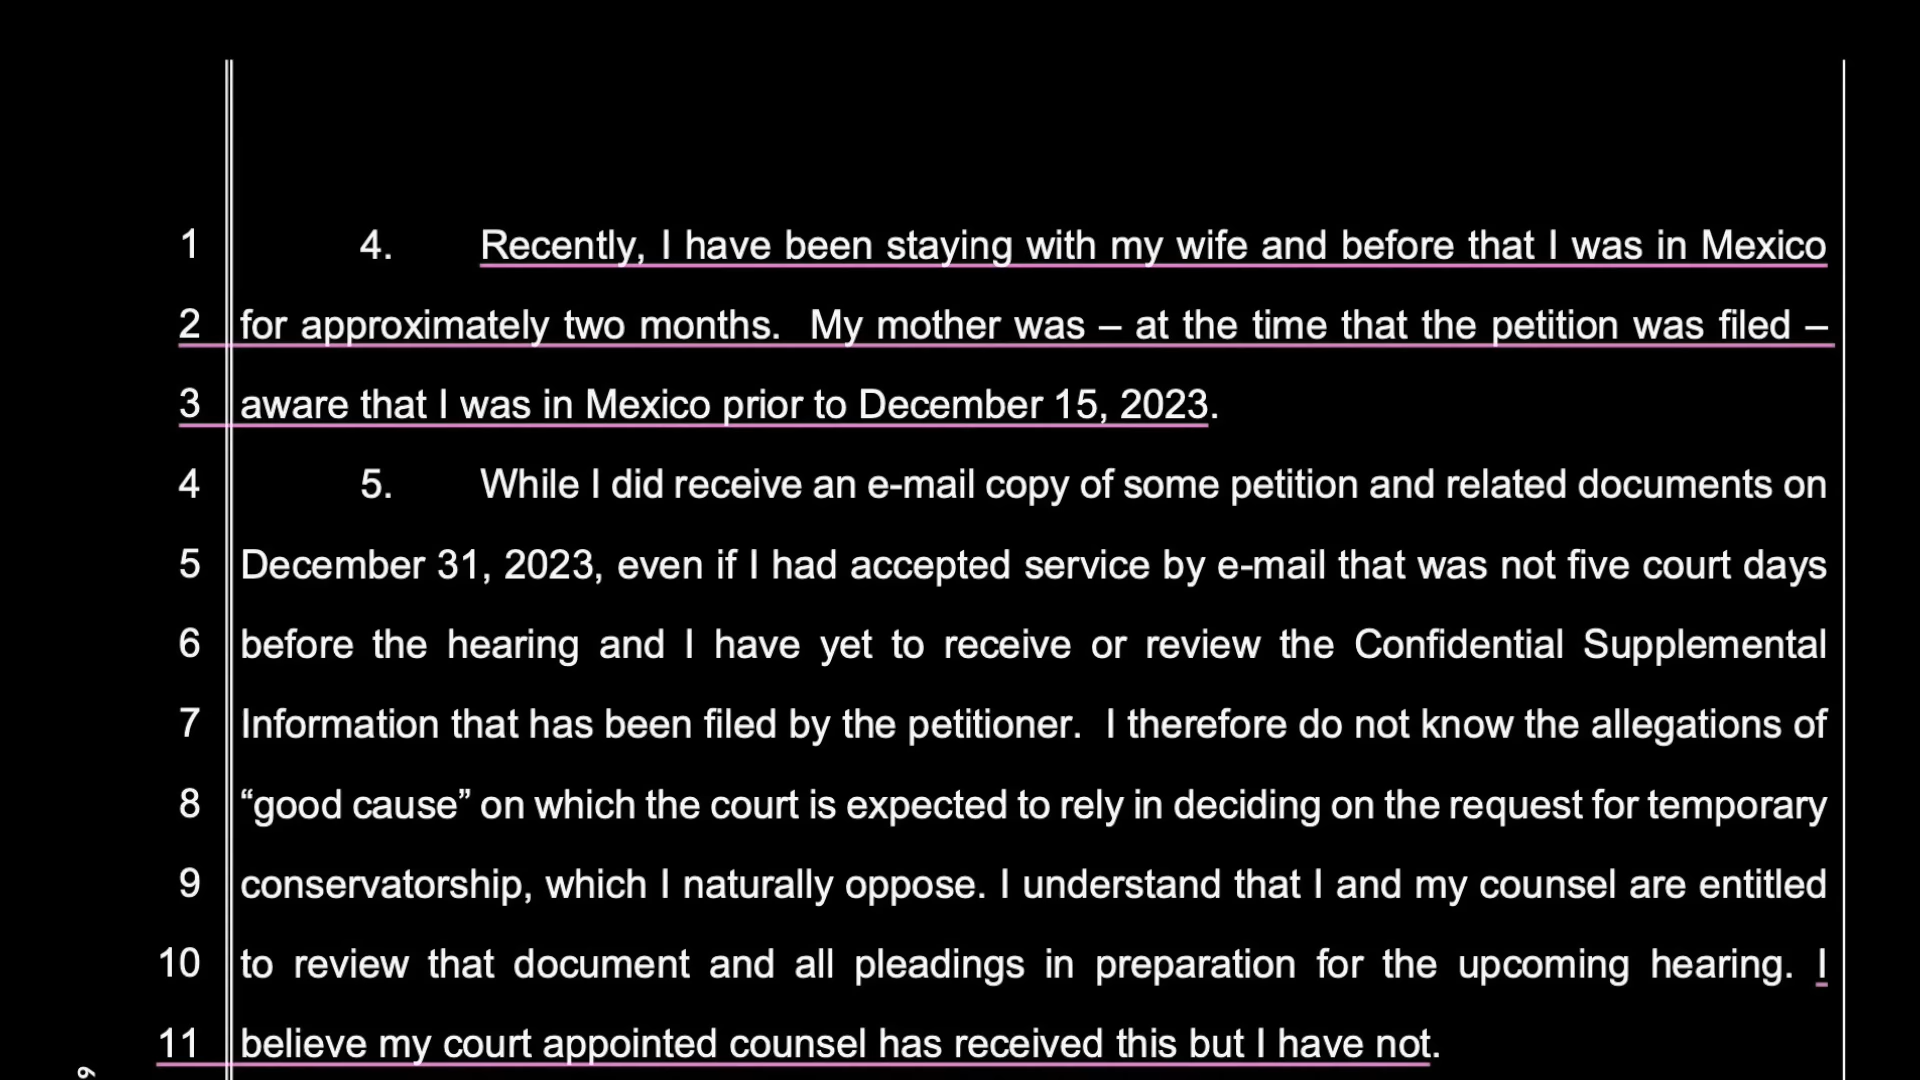 1 4. Recently, I have been staying with my wife and before that I was in Mexico
2 for approximately two months. My mother was – at the time that the petition was filed –
3 aware that I was in Mexico prior to December 15, 2023.
4 5. While I did receive an e-mail copy of some petition and related documents on
5 December 31, 2023, even if I had accepted service by e-mail that was not five court days
6 before the hearing and I have yet to receive or review the Confidential Supplemental
7 Information that has been filed by the petitioner. I therefore do not know the allegations of
8 “good cause” on which the court is expected to rely in deciding on the request for temporary
9 conservatorship, which I naturally oppose. I understand that I and my counsel are entitled
10 to review that document and all pleadings in preparation for the upcoming hearing. I
11 believe my court appointed counsel has received this but I have not.